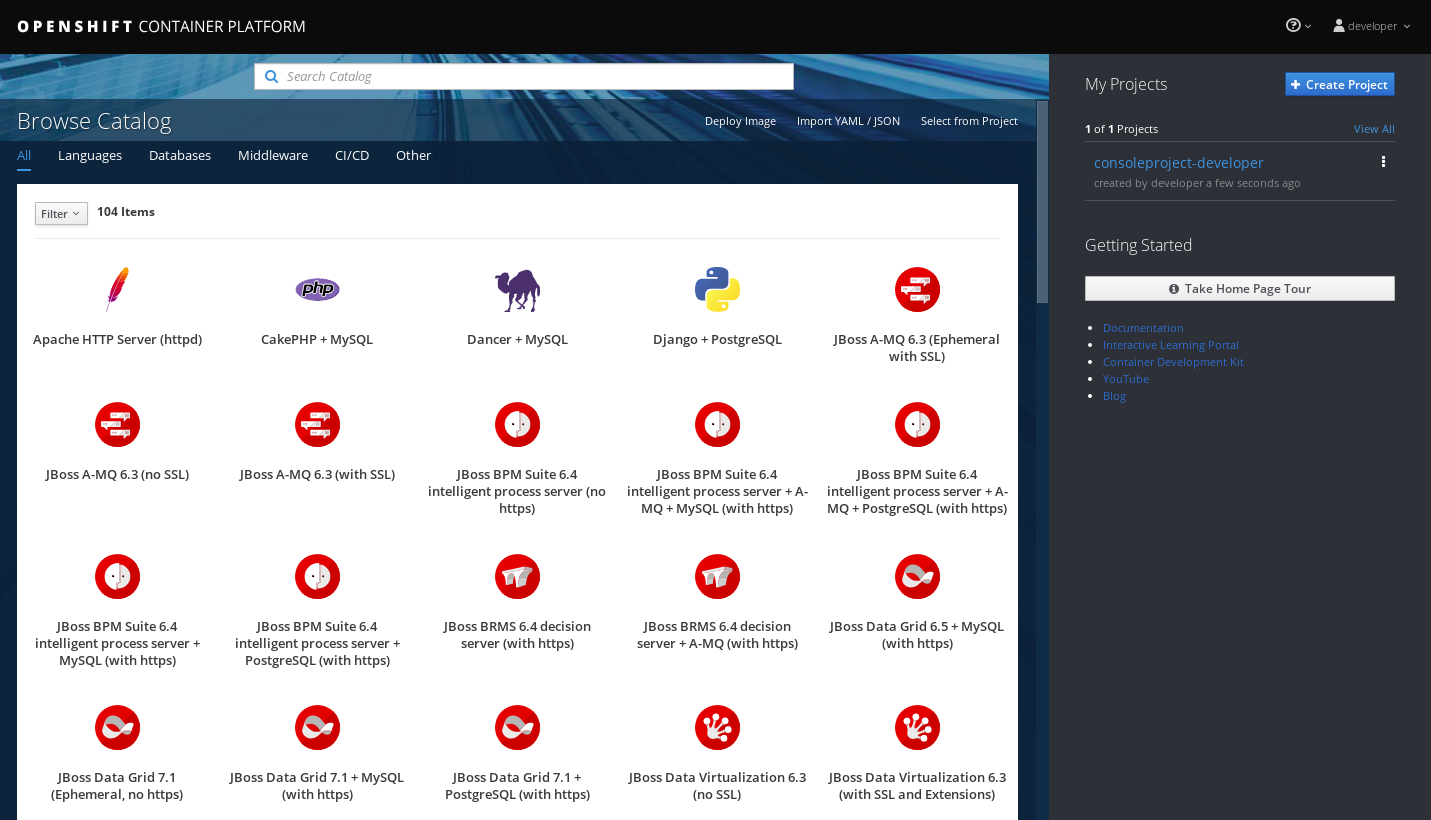 OPENSHIFT CONTAINER PLATFORM
developer
Search Catalog
Browse Catalog
Deploy Image
Import YAML / JSON
Select from Project
All
Languages
Databases
Middleware
CI/CD
Other
Filter
104 Items
php
Apache HTTP Server (httpd)
CakePHP + MySQL
Dancer + MySQL
Django + PostgreSQL
JBoss A-MQ 6.3 (Ephemeral
with SSL)
JBoss A-MQ 6.3 (no SSL)
JBoss A-MQ 6.3 (with SSL)
JBoss BPM Suite 6.4
intelligent process server (no
https)
JBoss BPM Suite 6.4
intelligent process server + A-
MQ + MySQL (with https)
JBoss BPM Suite 6.4
intelligent process server + A-
MQ + PostgreSQL (with https)
JBoss BPM Suite 6.4
intelligent process server +
MySQL (with https)
JBoss BPM Suite 6.4
intelligent process server +
PostgreSQL (with https)
JBoss BRMS 6.4 decision
server (with https)
JBoss BRMS 6.4 decision
server + A-MQ (with https)
JBoss Data Grid 6.5 + MySQL
(with https)
JBoss Data Grid 7.1
(Ephemeral, no https)
JBoss Data Grid 7.1 + MySQL
(with https)
JBoss Data Grid 7.1 +
PostgreSQL (with https)
JBoss Data Virtualization 6.3
(no SSL)
JBoss Data Virtualization 6.3
(with SSL and Extensions)
My Projects
Create Project
1 of 1 Projects
View All
consoleproject-developer
created by developer a few seconds ago
Getting Started
Take Home Page Tour
Documentation
Interactive Learning Portal
Container Development Kit
YouTube
Blog